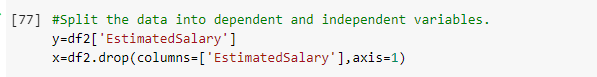 [77] #Split the data into dependent and independent variables.
y=df2['EstimatedSalary']
x=df2.drop(columns=['EstimatedSalary'],axis=1)